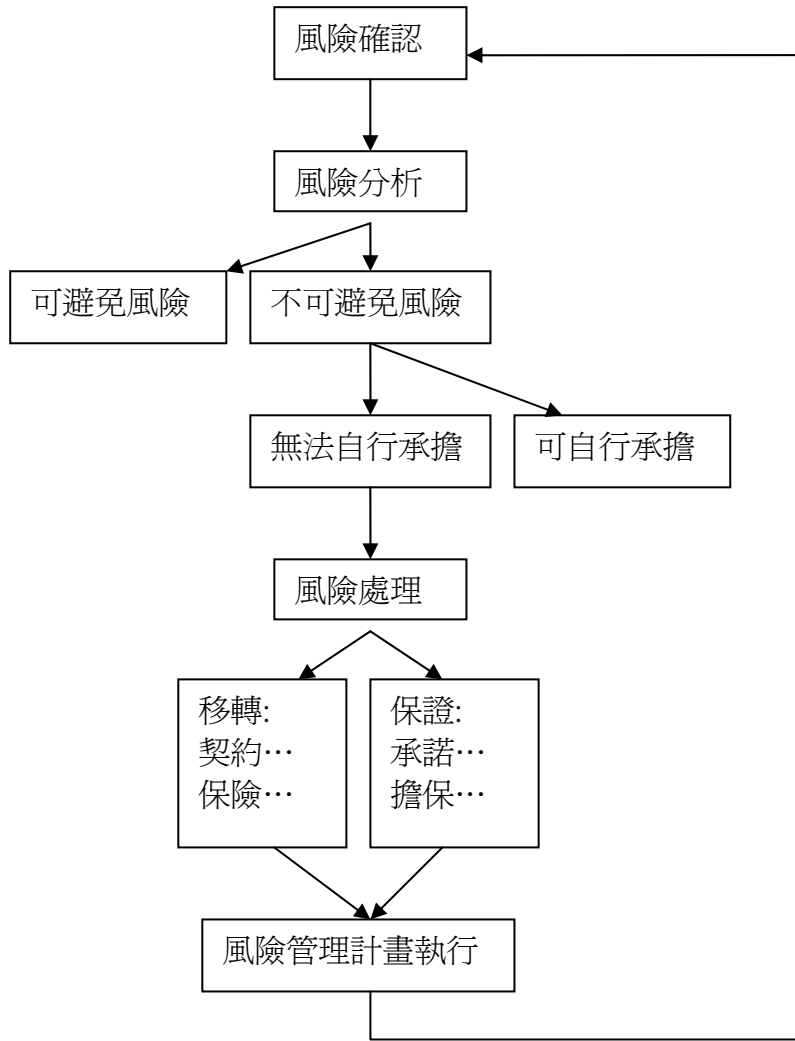 風險確認
風險分析
可避免風險
不可避免風險
無法自行承擔
可自行承擔
風險處理
移轉:
契約…
保險…
保證:
承諾…
擔保…
風險管理計畫執行